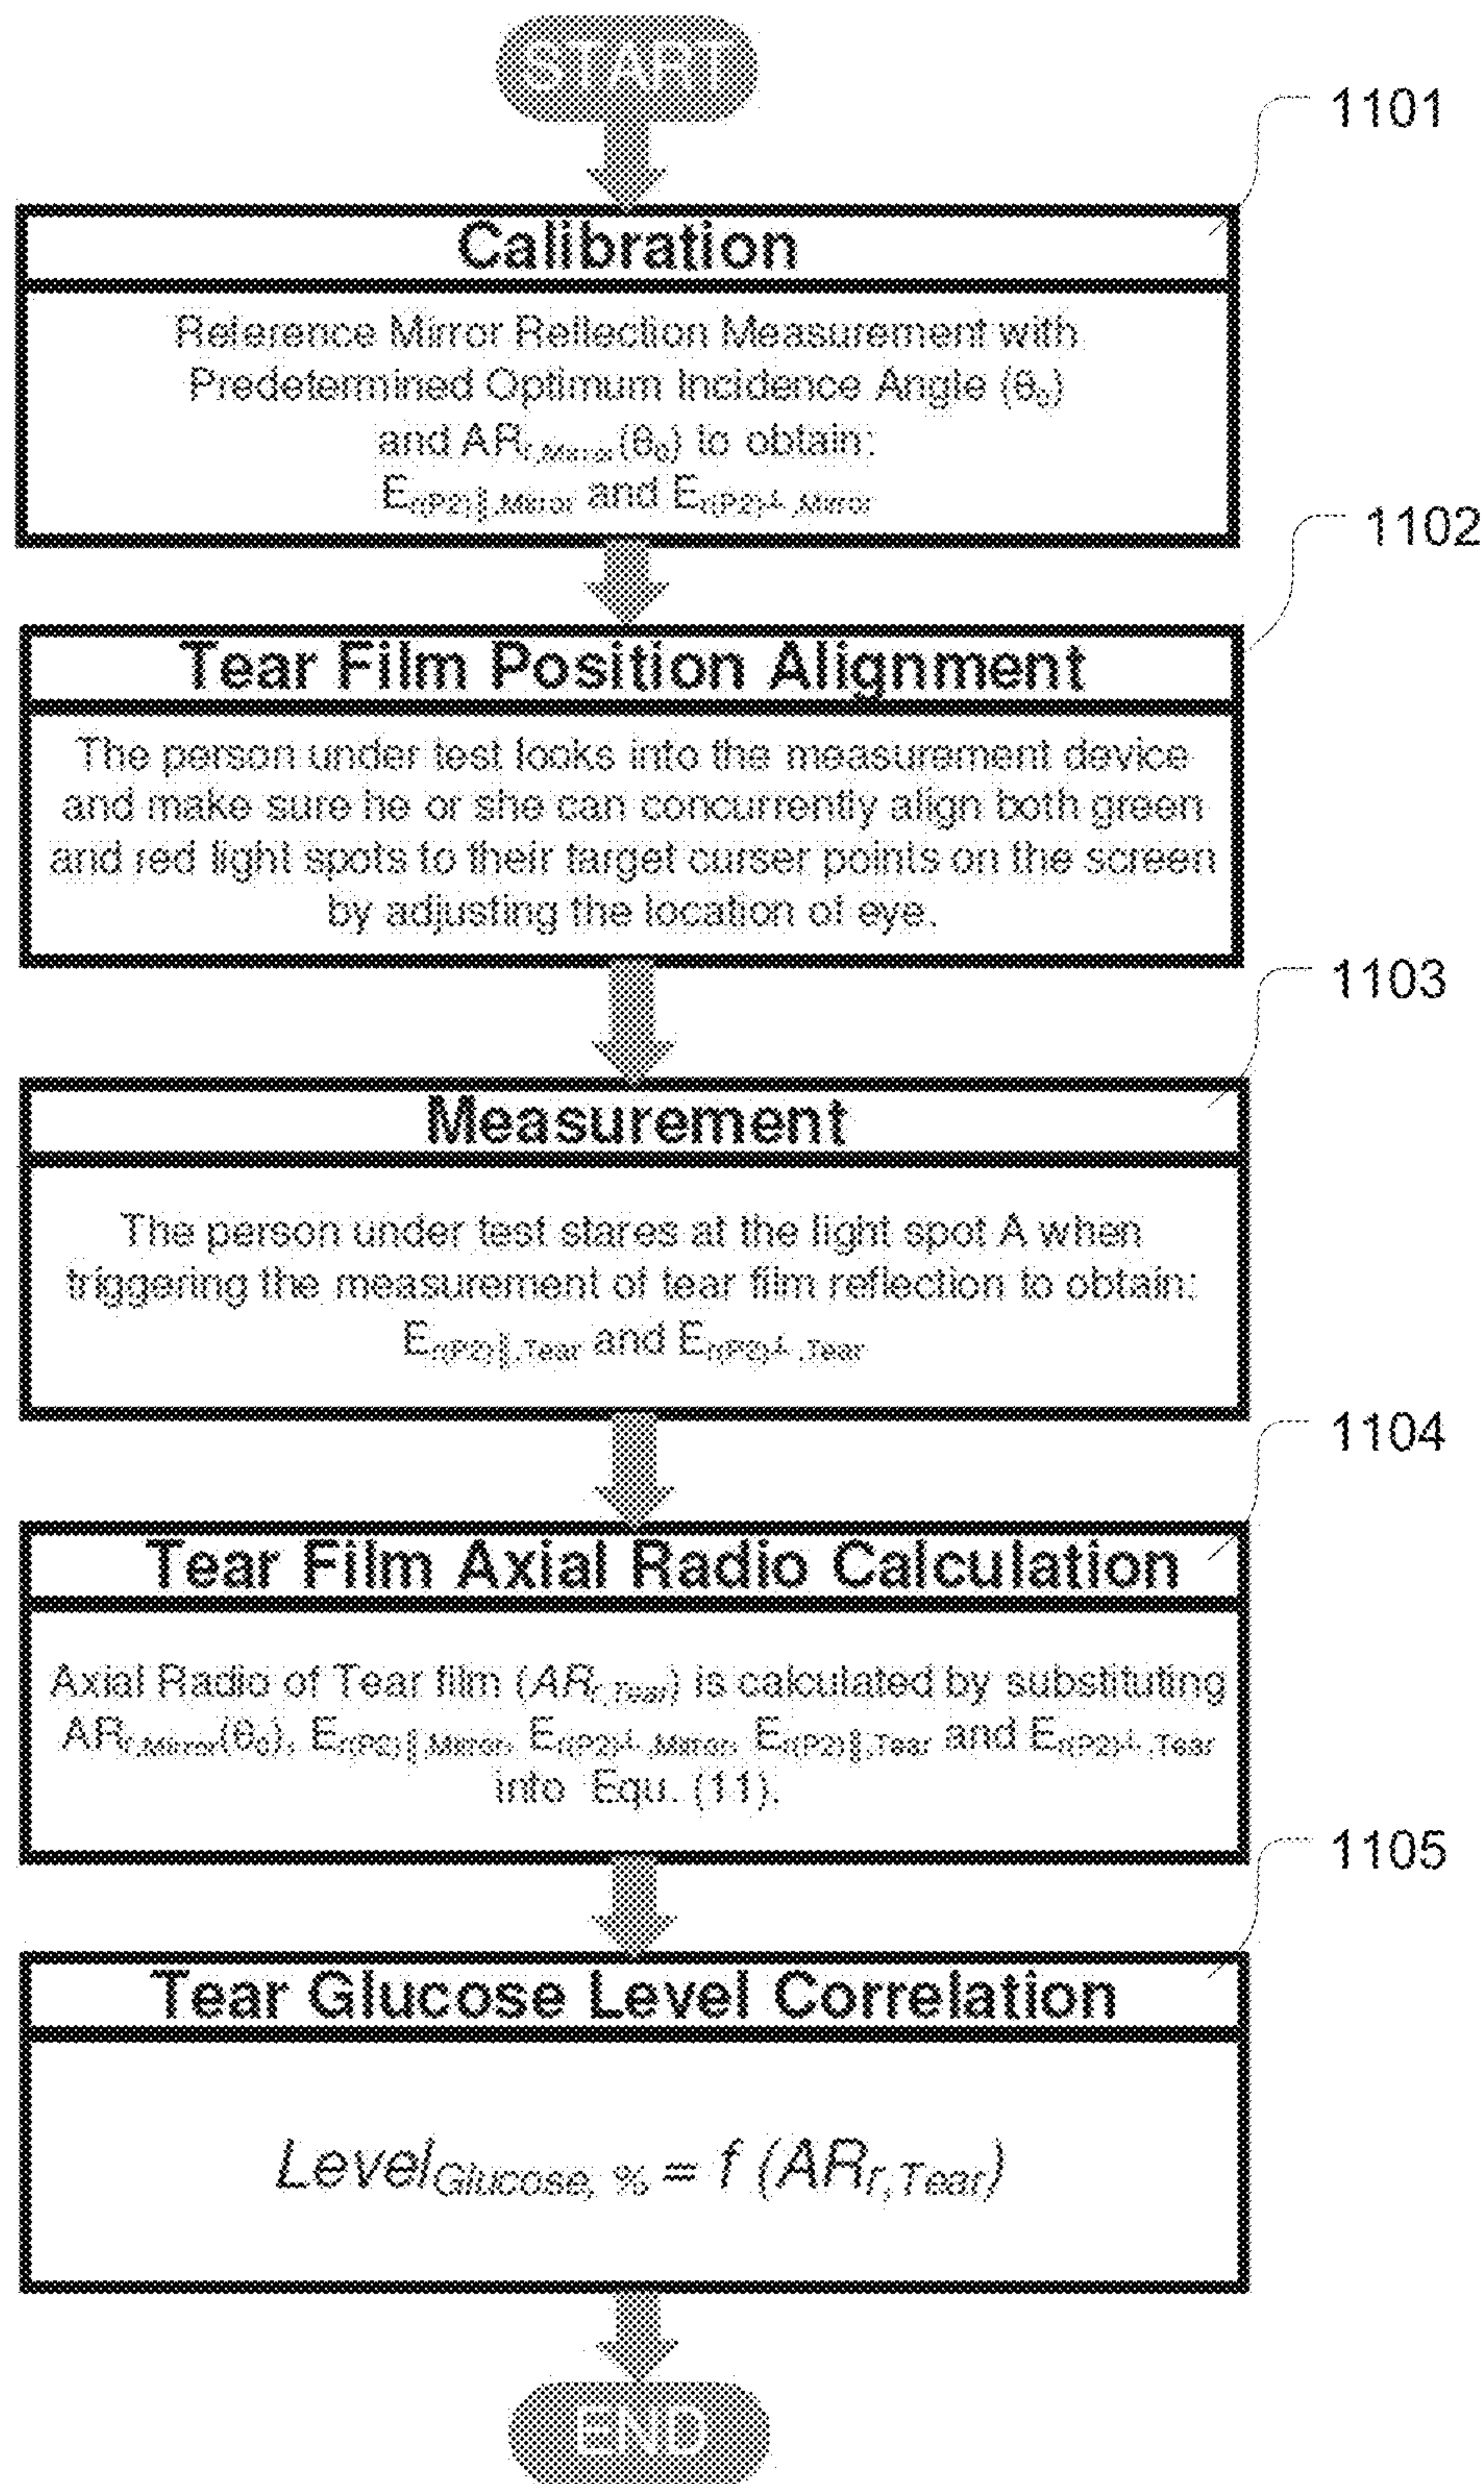 START
1101
Calibration
Reference Mirror Reflection Measurement with
Predetermined Optimum Incidence Angle (θ₀)
and ARr,Mirror(θ₀) to obtain:
Er(P2)∥,Mirror and Er(P2)⊥,Mirror
1102
Tear Film Position Alignment
The person under test looks into the measurement device
and make sure he or she can concurrently align both green
and red light spots to their target curser points on the screen
by adjusting the location of eye.
1103
Measurement
The person under test stares at the light spot A when
triggering the measurement of tear film reflection to obtain:
Er(P2)∥,Tear and Er(P2)⊥,Tear
1104
Tear Film Axial Radio Calculation
Axial Radio of Tear film (ARr,Tear) is calculated by substituting
ARr,Mirror(θ₀), Er(P2)∥,Mirror, Er(P2)⊥,Mirror, Er(P2)∥,Tear and Er(P2)⊥,Tear
into Equ. (11).
1105
Tear Glucose Level Correlation
LevelGlucose, % = f (ARr,Tear)
END